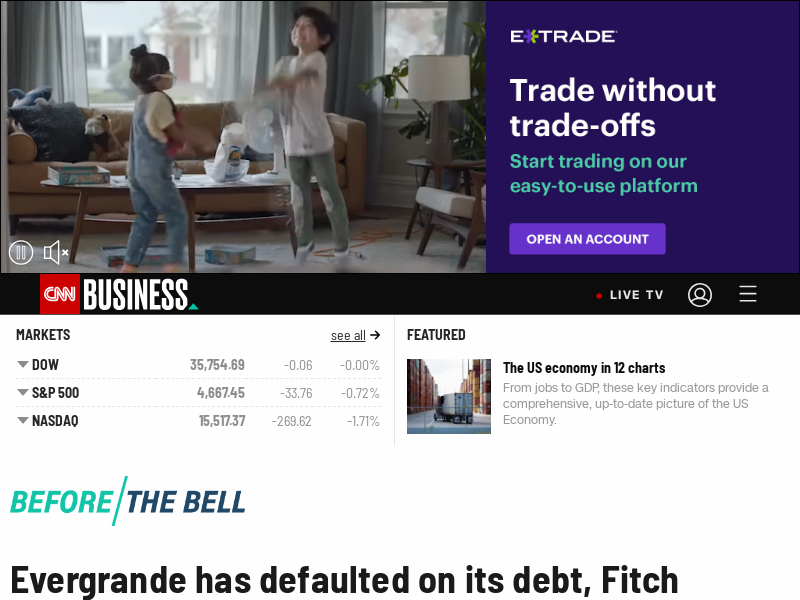 E*TRADE
Trade without
trade-offs
Start trading on our
easy-to-use platform
OPEN AN ACCOUNT
CNN BUSINESS
LIVE TV
MARKETS
see all
DOW 35,754.69 -0.06 -0.00%
S&P 500 4,667.45 -33.76 -0.72%
NASDAQ 15,517.37 -269.62 -1.71%
FEATURED
The US economy in 12 charts
From jobs to GDP, these key indicators provide a
comprehensive, up-to-date picture of the US
Economy.
BEFORE/THE BELL
Evergrande has defaulted on its debt, Fitch